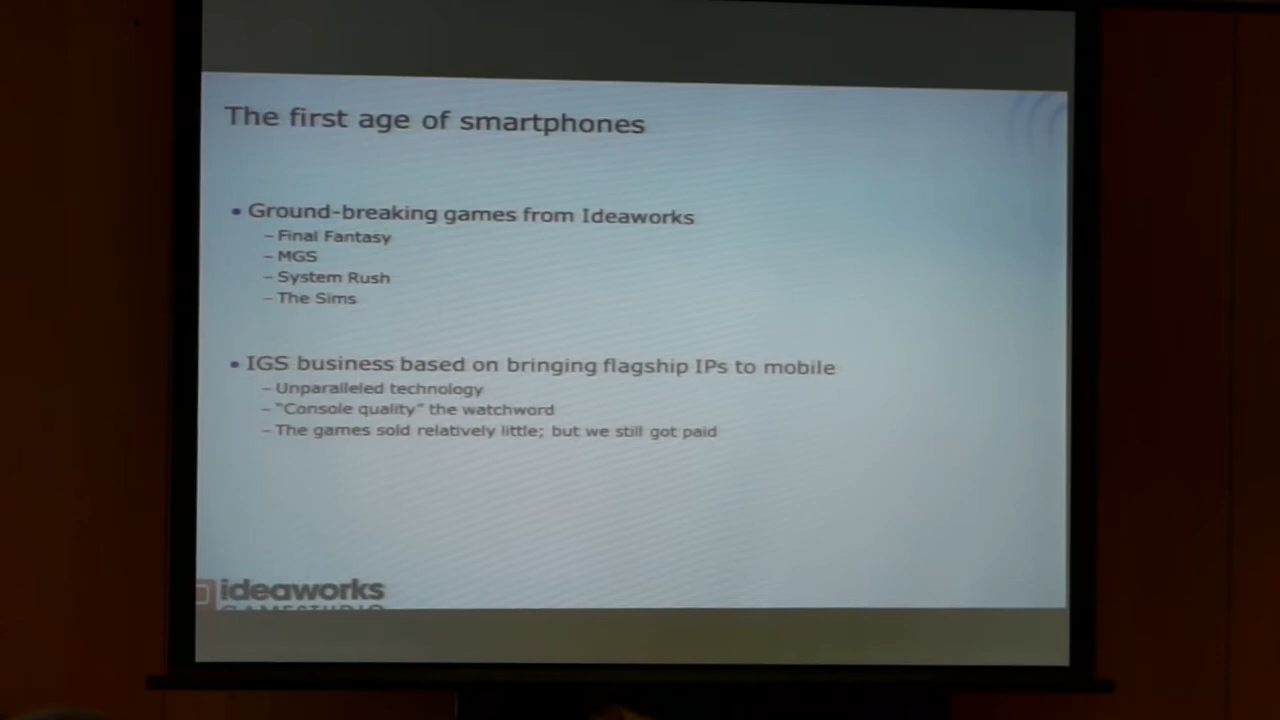 The first age of smartphones
• Ground-breaking games from Ideaworks
– Final Fantasy
– MGS
– System Rush
– The Sims
• IGS business based on bringing flagship IPs to mobile
– Unparalleled technology
– "Console quality" the watchword
– The games sold relatively little; but we still got paid
ideaworks
GAMESTUDIO